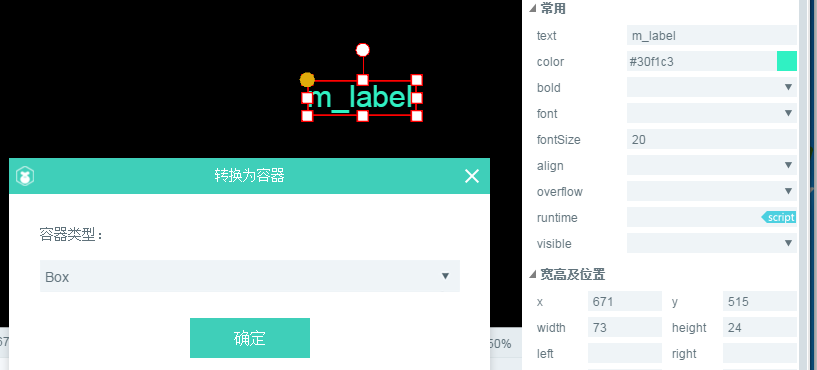 常用
text m_label
color #30f1c3
bold
font
fontSize 20
align
overflow
runtime script
visible
宽高及位置
x 671 y 515
width 73 height 24
left right
m_label
转换为容器
容器类型：
Box
确定
50%